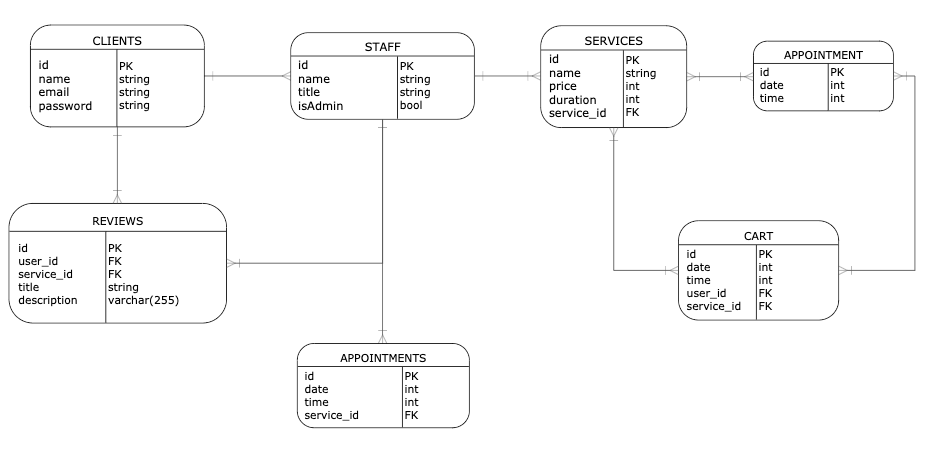 CLIENTS
id PK
name string
email string
password string
STAFF
id PK
name string
title string
isAdmin bool
SERVICES
id PK
name string
price int
duration int
service_id FK
APPOINTMENT
id PK
date int
time int
REVIEWS
id PK
user_id FK
service_id FK
title string
description varchar(255)
CART
id PK
date int
time int
user_id FK
service_id FK
APPOINTMENTS
id PK
date int
time int
service_id FK